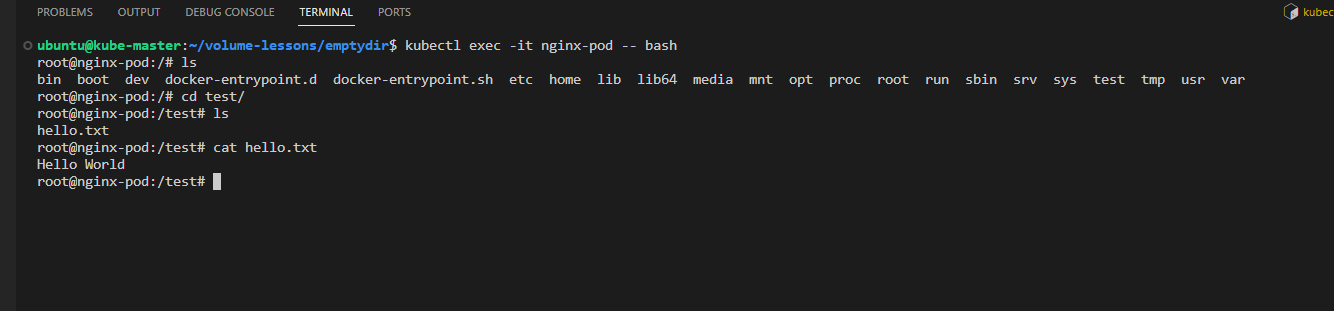 PROBLEMS OUTPUT DEBUG CONSOLE TERMINAL PORTS
kubec
ubuntu@kube-master:~/volume-lessons/emptydir$ kubectl exec -it nginx-pod -- bash
root@nginx-pod:/# ls
bin boot dev docker-entrypoint.d docker-entrypoint.sh etc home lib lib64 media mnt opt proc root run sbin srv sys test tmp usr var
root@nginx-pod:/# cd test/
root@nginx-pod:/test# ls
hello.txt
root@nginx-pod:/test# cat hello.txt
Hello World
root@nginx-pod:/test#